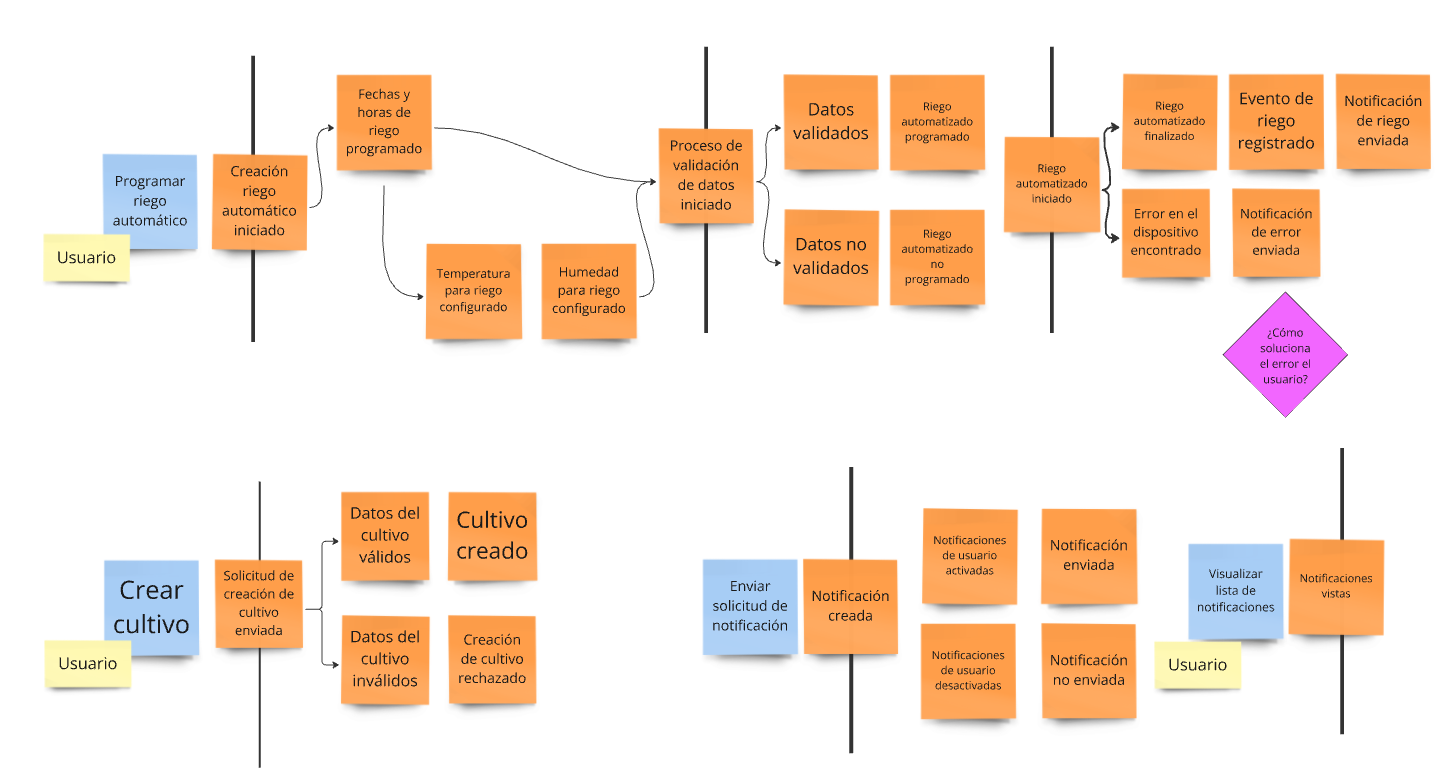 Programar
riego
automático
Usuario
Creación
riego
automático
iniciado
Fechas y
horas de
riego
programado
Temperatura
para riego
configurado
Humedad
para riego
configurado
Proceso de
validación
de datos
iniciado
Datos
validados
Riego
automatizado
programado
Datos no
validados
Riego
automatizado
no
programado
Riego
automatizado
iniciado
Riego
automatizado
finalizado
Evento de
riego
registrado
Notificación
de riego
enviada
Error en el
dispositivo
encontrado
Notificación
de error
enviada
¿Cómo
soluciona
el error el
usuario?
Crear
cultivo
Usuario
Solicitud de
creación de
cultivo
enviada
Datos del
cultivo
válidos
Cultivo
creado
Datos del
cultivo
inválidos
Creación
de cultivo
rechazado
Enviar
solicitud de
notificación
Notificación
creada
Notificaciones
de usuario
activadas
Notificación
enviada
Notificaciones
de usuario
desactivadas
Notificación
no enviada
Visualizar
lista de
notificaciones
Usuario
Notificaciones
vistas